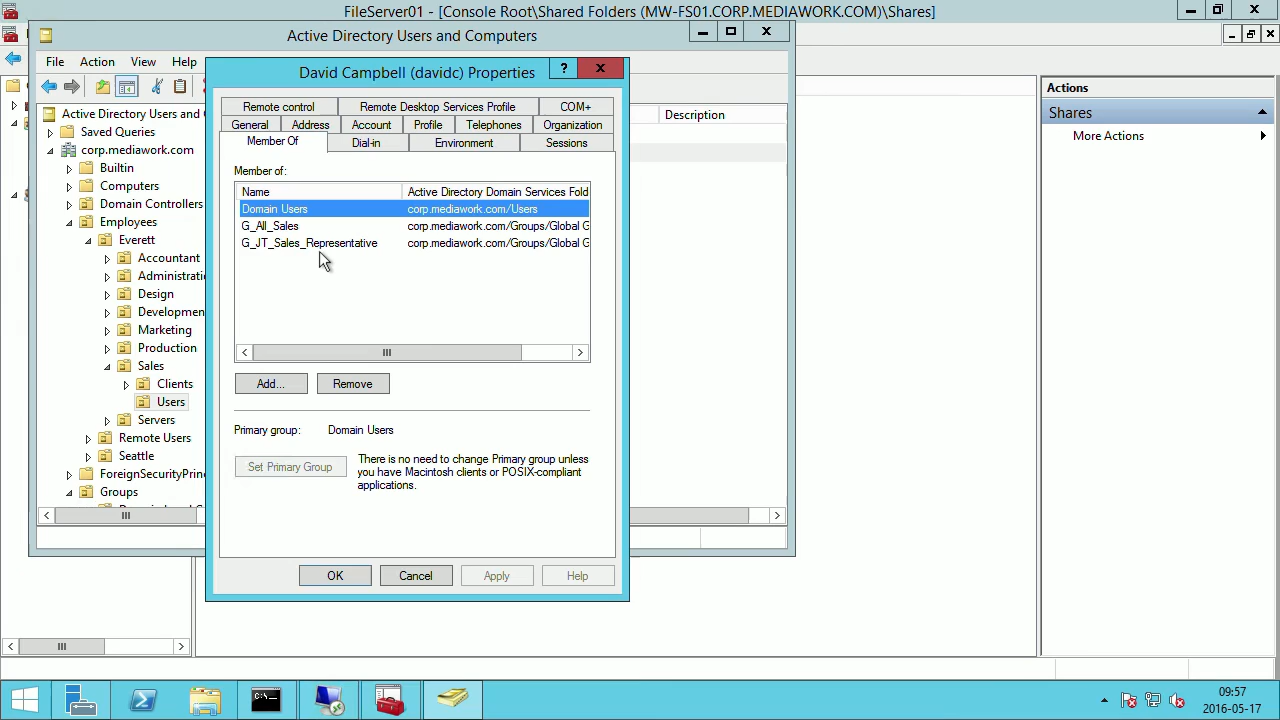 FileServer01 - [Console Root\Shared Folders (MW-FS01.CORP.MEDIAWORK.COM)\Shares]
Active Directory Users and Computers
File Action View Help
David Campbell (davidc) Properties
?
Remote control
Remote Desktop Services Profile
COM+
General
Address
Account
Profile
Telephones
Organization
Member Of
Dial-in
Environment
Sessions
Member of:
Name
Active Directory Domain Services Fold
Domain Users
corp.mediawork.com/Users
G_All_Sales
corp.mediawork.com/Groups/Global G
G_JT_Sales_Representative
corp.mediawork.com/Groups/Global G
Add...
Remove
Primary group:
Domain Users
Set Primary Group
There is no need to change Primary group unless
you have Macintosh clients or POSIX-compliant
applications.
OK
Cancel
Apply
Help
Active Directory Users and C
Saved Queries
corp.mediawork.com
Builtin
Computers
Domain Controllers
Employees
Everett
Accountant
Administratio
Design
Developmen
Marketing
Production
Sales
Clients
Users
Servers
Remote Users
Seattle
ForeignSecurityPrinc
Groups
Description
Actions
Shares
More Actions
09:57
2016-05-17